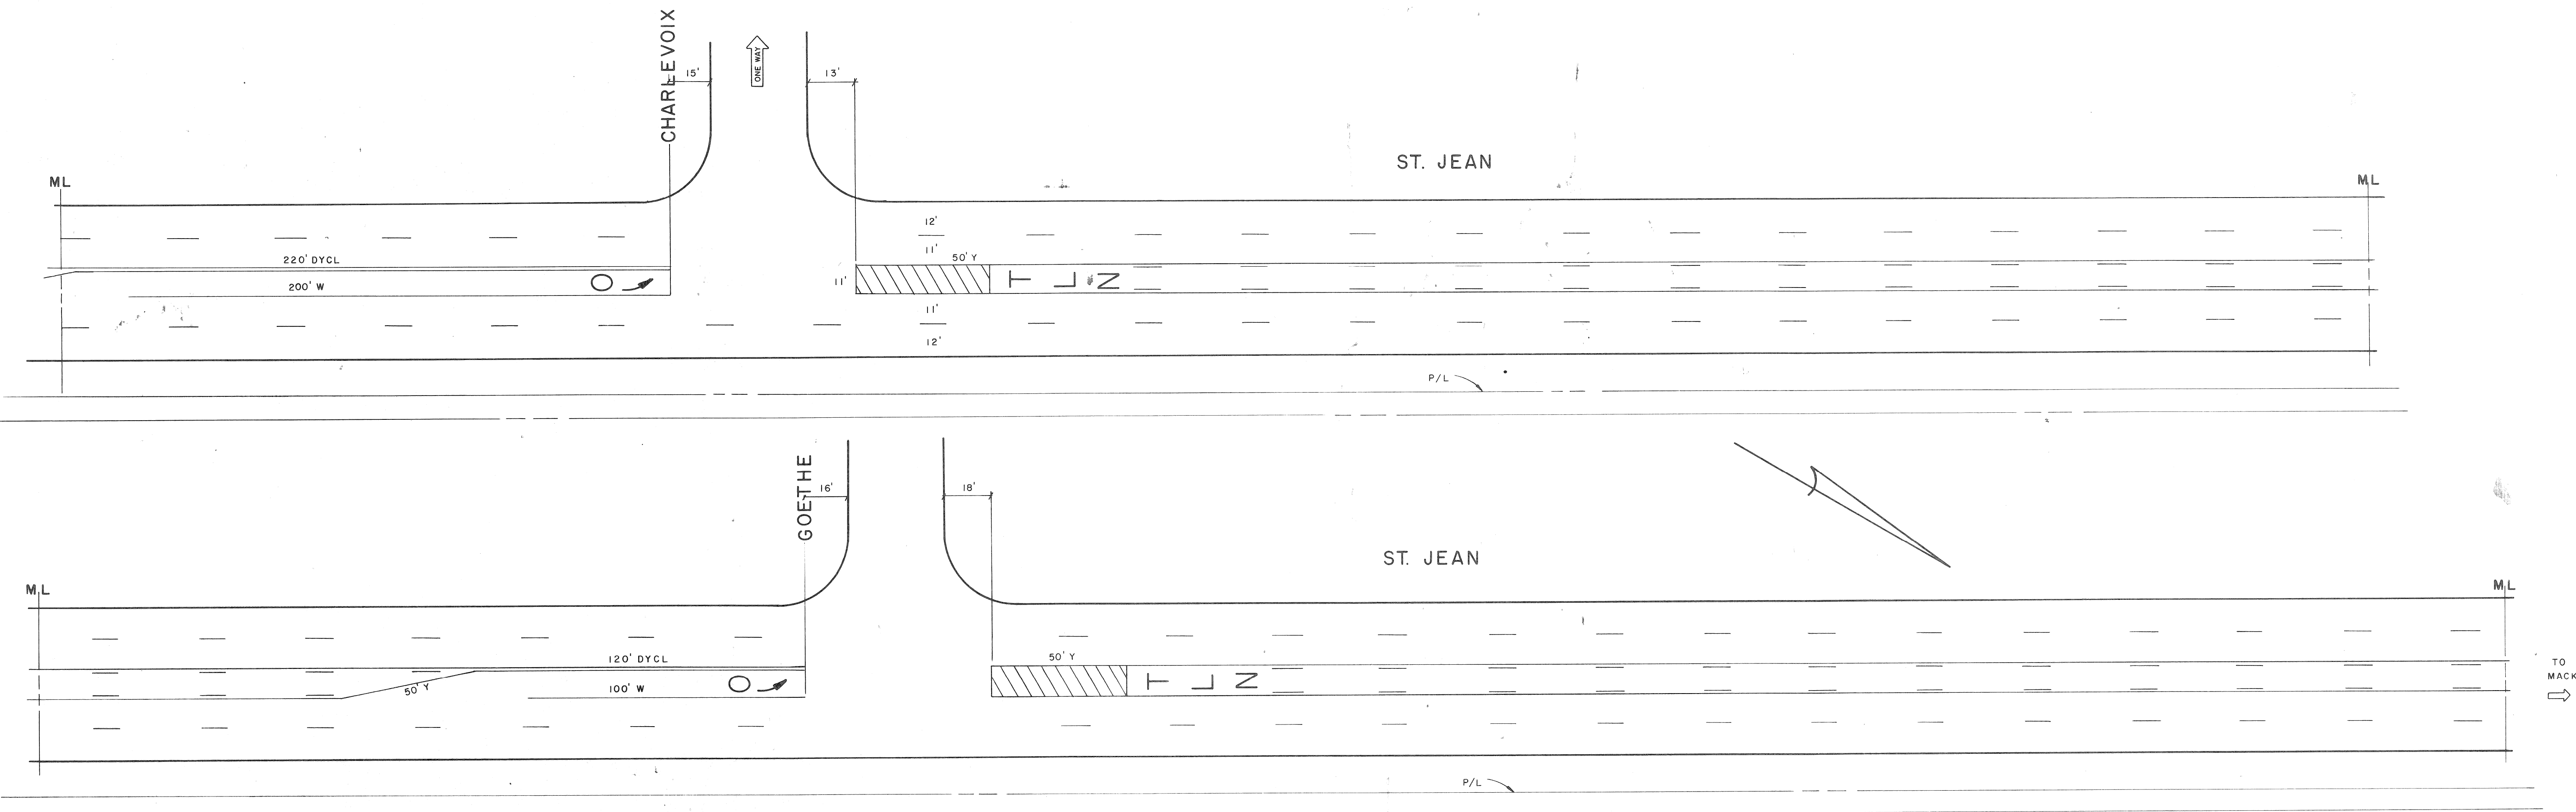 CHARLEVOIX
15'
ONE WAY
13'
ST. JEAN
ML
ML
12'
11'
220' DYCL
50' Y
200' W
O
11'
T L N
11'
12'
P/L
GOETHE
16'
18'
ST. JEAN
ML
ML
120' DYCL
50' Y
50' Y
100' W
O
T L N
TO
MACK
P/L